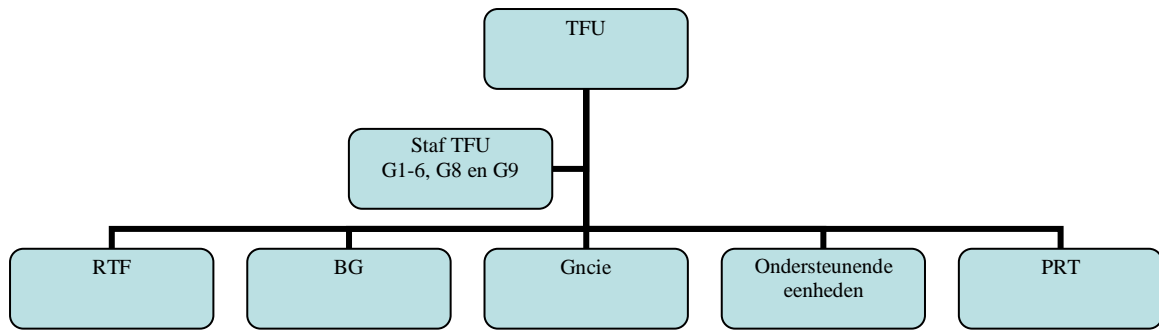 TFU
Staf TFU
G1-6, G8 en G9
RTF
BG
Gncie
Ondersteunende
eenheden
PRT